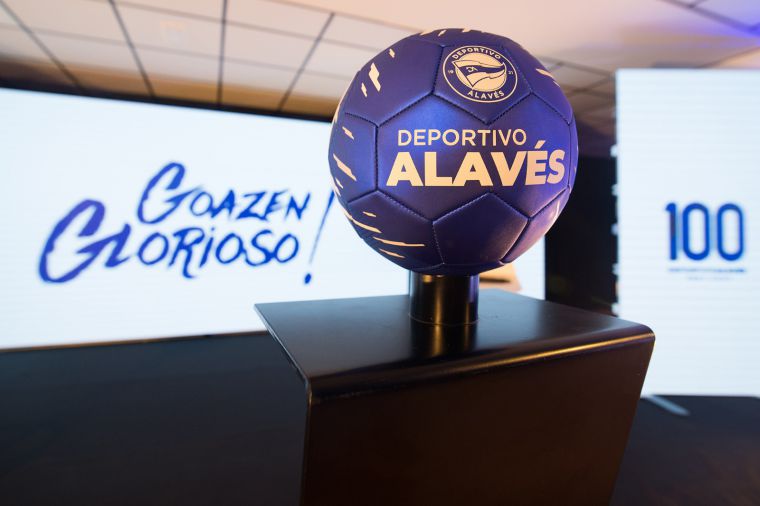 DEPORTIVO
ALAVÉS
DEPORTIVO
ALAVÉS
GOAZEN
GLORIOSO!
100